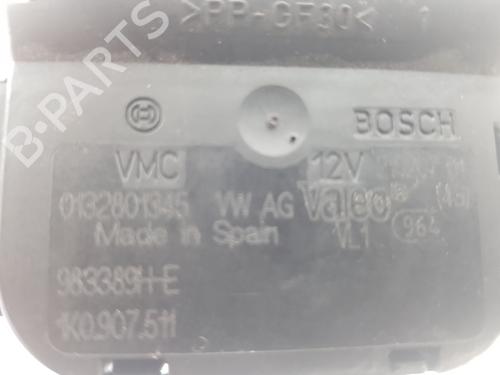 >PP-GF30<
BOSCH
VMC 12V
0132801345 VW AG Valeo (45)
Made in Spain VL1 964
983389H-E
1K0.907.511
B-PARTS